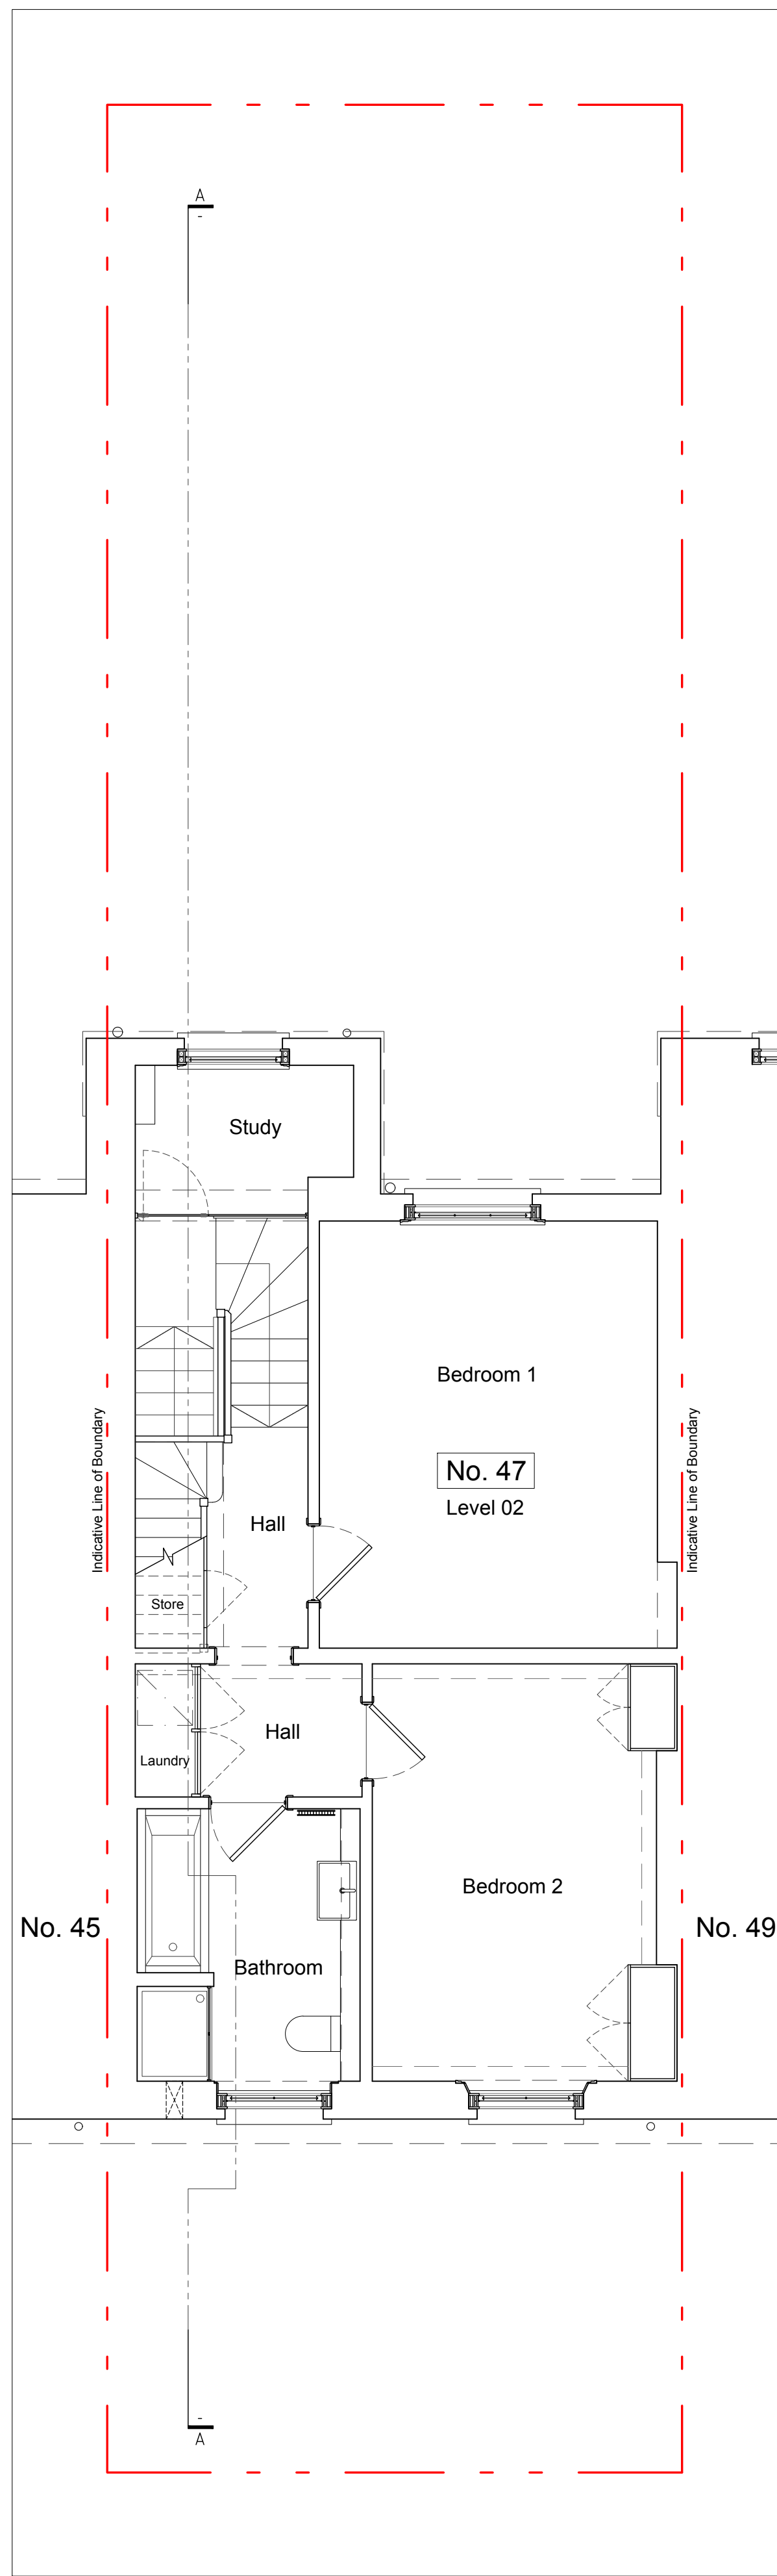 A
-
Study
Bedroom 1
Indicative Line of Boundary
Indicative Line of Boundary
No. 47
Level 02
Hall
Store
Hall
Laundry
Bedroom 2
No. 45
No. 49
Bathroom
-
A